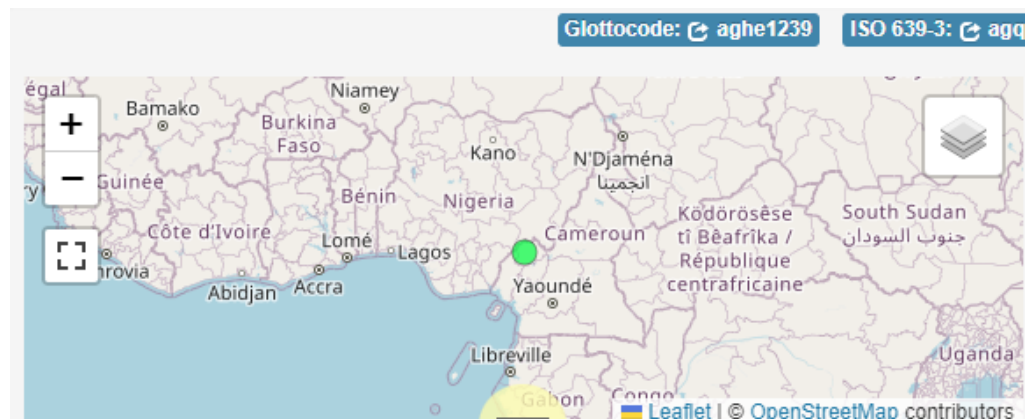 Glottocode: aghe1239 ISO 639-3: agq
égal
Bamako
Niamey
Burkina
Faso
Kano
N'Djaména
انجمينا
+
−
Guinée
Bénin
Nigeria
Côte d'Ivoire
Lomé
Lagos
Cameroun
Ködörösêse
tî Bêafrîka /
République
centrafricaine
South Sudan
جنوب السودان
nrovia
Abidjan
Accra
Yaoundé
Libreville
Gabon
Congo
Uganda
Leaflet | © OpenStreetMap contributors